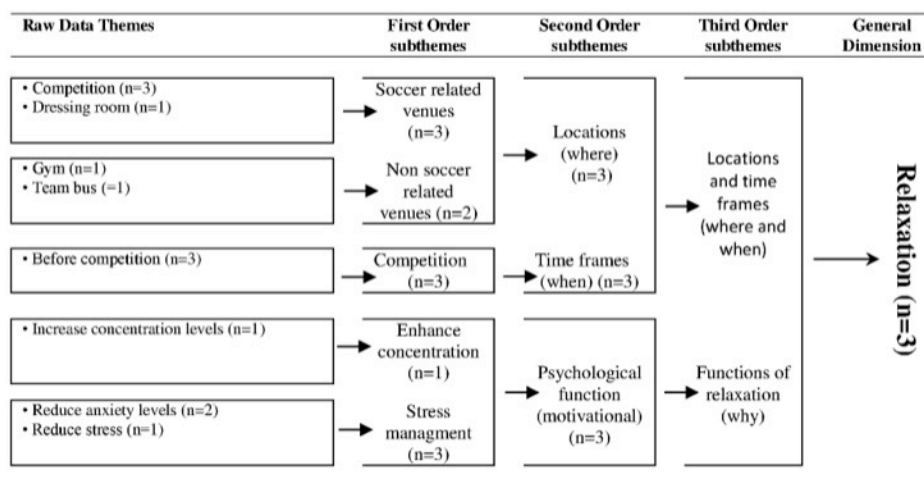 Raw Data Themes
First Order
subthemes
Second Order
subthemes
Third Order
subthemes
General
Dimension
• Competition (n=3)
• Dressing room (n=1)
Soccer related
venues
(n=3)
• Gym (n=1)
• Team bus (=1)
Non soccer
related
venues (n=2)
Locations
(where)
(n=3)
• Before competition (n=3)
Competition
(n=3)
Time frames
(when) (n=3)
Locations
and time
frames
(where and
when)
• Increase concentration levels (n=1)
Enhance
concentration
(n=1)
• Reduce anxiety levels (n=2)
• Reduce stress (n=1)
Stress
managment
(n=3)
Psychological
function
(motivational)
(n=3)
Functions of
relaxation
(why)
Relaxation (n=3)